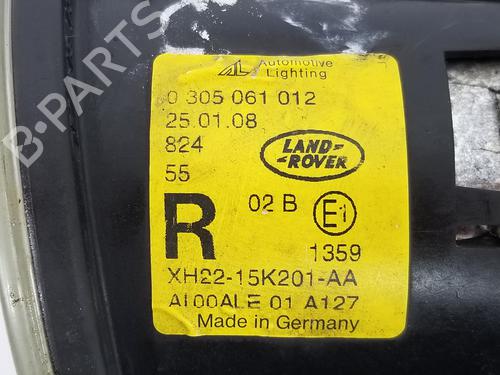 AL Automotive
Lighting
0 305 061 012
25.01.08
824
55
LAND-
-ROVER
R
02 B
E1
1359
XH22-15K201-AA
AI00ALE 01 A127
Made in Germany
B-PARTS